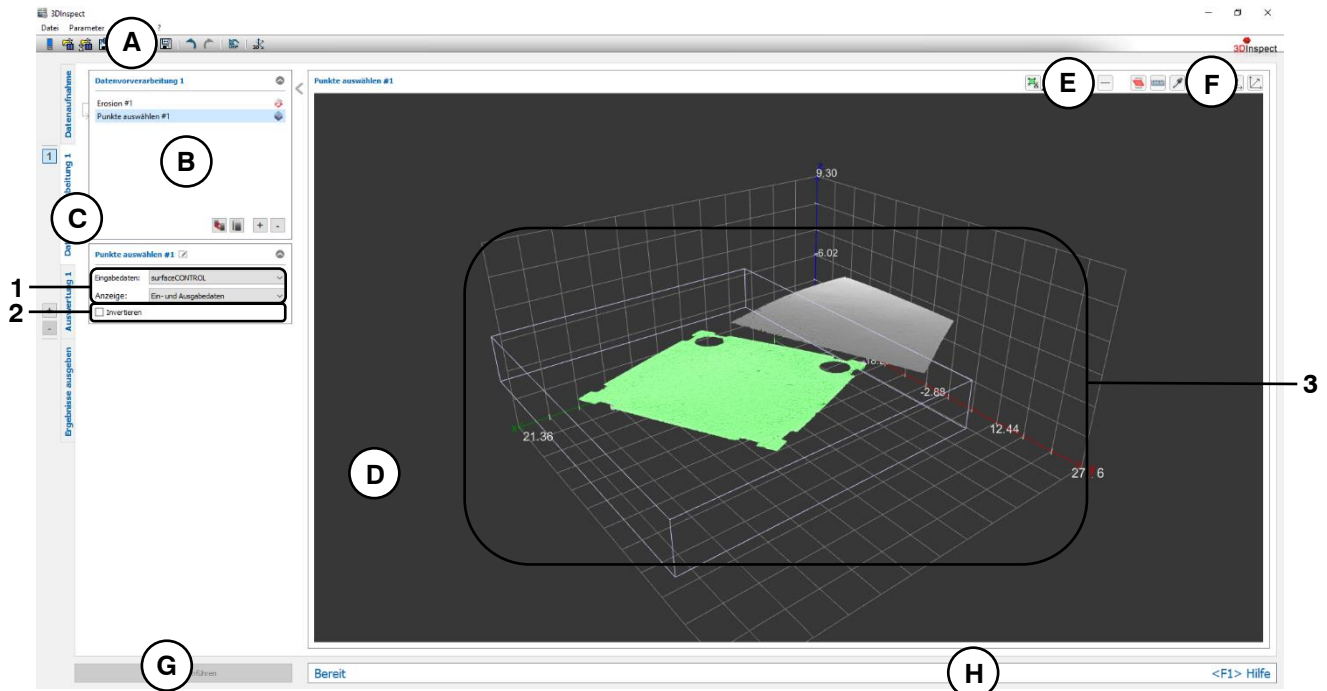 3DInspect
Datei Parameter ?
A
3DInspect
Datenaufnahme
Datenvorverarbeitung 1
Erosion #1
Punkte auswählen #1
B
1
C
+ -
Punkte auswählen #1
Eingabedaten: surfaceCONTROL
Anzeige: Ein- und Ausgabedaten
Invertieren
1
2
+
-
Auswertung 1
Ergebnisse ausgeben
Punkte auswählen #1
E
F
9.30
6.02
-2.88
12.44
21.36
3
D
G
Bereit
H
<F1> Hilfe